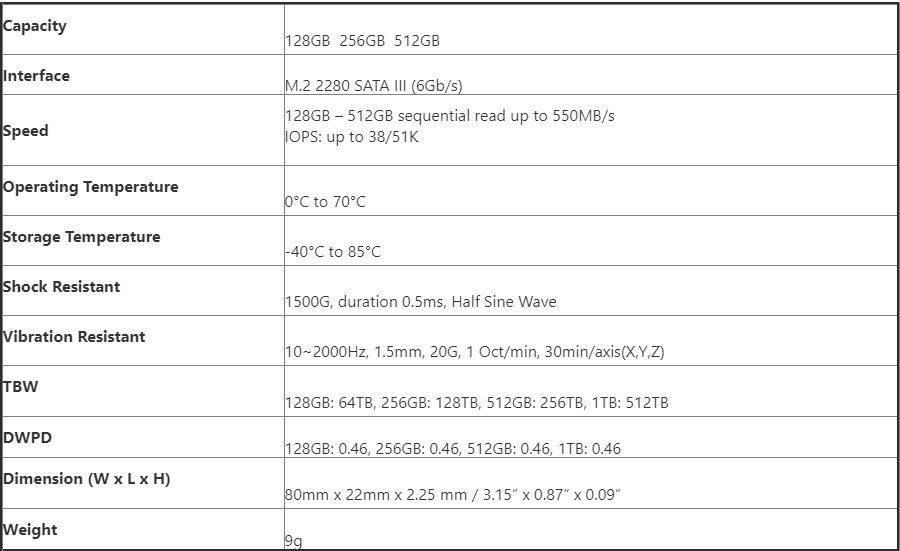 Capacity
128GB 256GB 512GB
Interface
M.2 2280 SATA III (6Gb/s)
Speed
128GB – 512GB sequential read up to 550MB/s
IOPS: up to 38/51K
Operating Temperature
0°C to 70°C
Storage Temperature
-40°C to 85°C
Shock Resistant
1500G, duration 0.5ms, Half Sine Wave
Vibration Resistant
10~2000Hz, 1.5mm, 20G, 1 Oct/min, 30min/axis(X,Y,Z)
TBW
128GB: 64TB, 256GB: 128TB, 512GB: 256TB, 1TB: 512TB
DWPD
128GB: 0.46, 256GB: 0.46, 512GB: 0.46, 1TB: 0.46
Dimension (W x L x H)
80mm x 22mm x 2.25 mm / 3.15” x 0.87” x 0.09”
Weight
9g